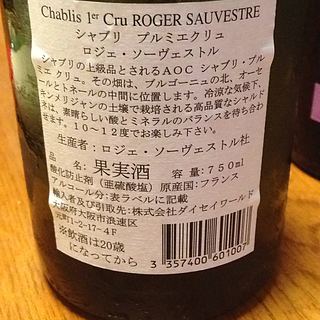 Chablis 1er Cru ROGER SAUVESTRE
シャブリ プルミエクリュ
ロジェ・ソーヴェストル
シャブリの上級品とされるAOC シャブリ・プル
ミエ クリュ。その畑は、ブルゴーニュの北、オーセ
ールとトネールの中間に位置します。冷涼な気候下、
キンメリジャンの土壌で栽培される高品質なシャルド
ネは、素晴らしい酸とミネラルのバランスを待ち合わ
せます。10〜12度でお楽しみ下さい。
生産者:ロジェ・ソーヴェストル社
品名:果実酒 容量:750ml
酸化防止剤(亜硫酸塩)原産国:フランス
アルコール分:表ラベルに記載
輸入者及び引取先:株式会社ダイセイワールド
大阪府大阪市浪速区
元町1-2-17-4F
※飲酒は20歳
になってから
3 357400 601007